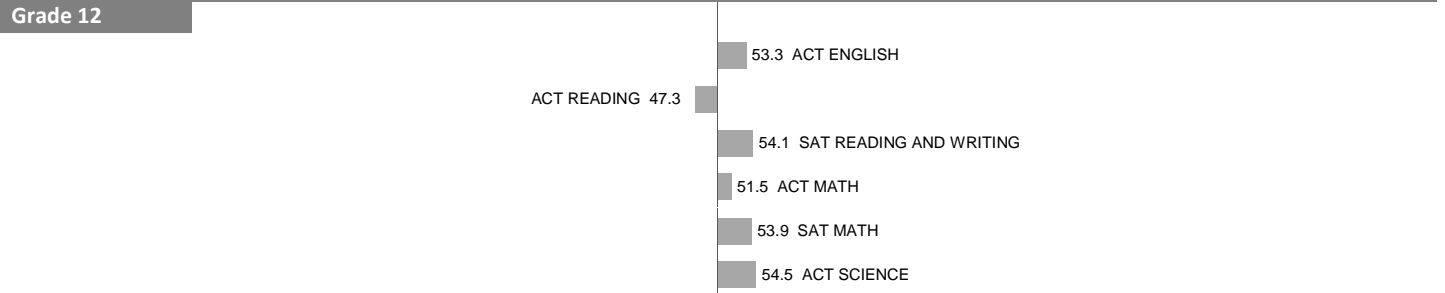 Grade 12
53.3 ACT ENGLISH
ACT READING 47.3
54.1 SAT READING AND WRITING
51.5 ACT MATH
53.9 SAT MATH
54.5 ACT SCIENCE